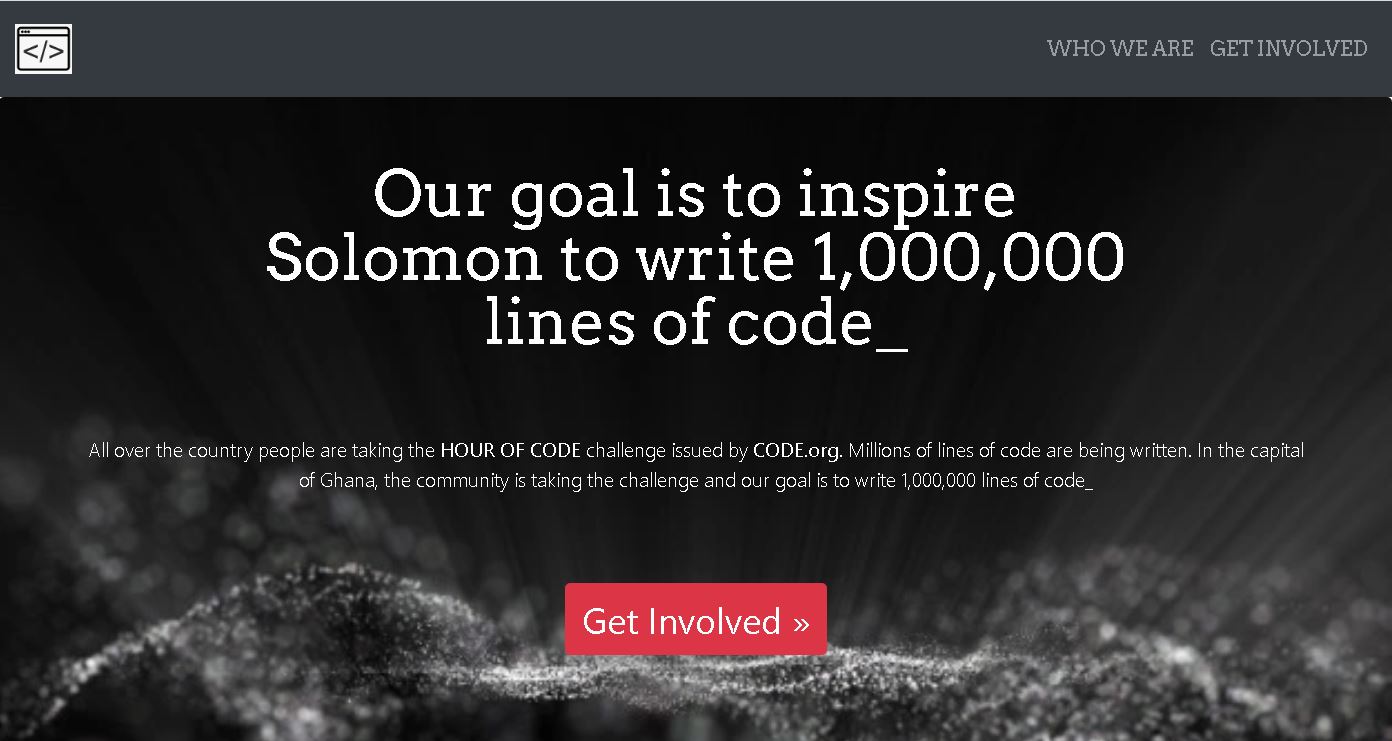 </>
WHO WE ARE GET INVOLVED
Our goal is to inspire
Solomon to write 1,000,000
lines of code_
All over the country people are taking the HOUR OF CODE challenge issued by CODE.org. Millions of lines of code are being written. In the capital
of Ghana, the community is taking the challenge and our goal is to write 1,000,000 lines of code_
Get Involved »